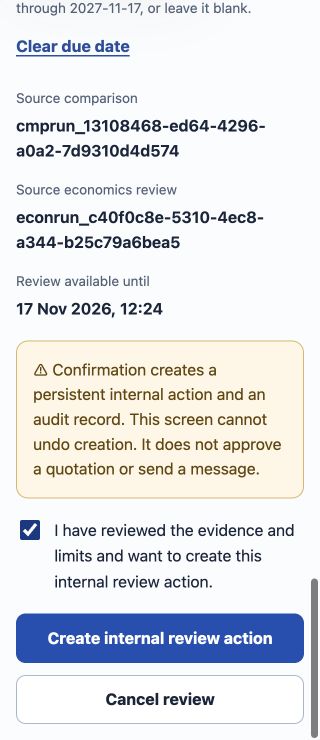 through 2027-11-17, or leave it blank.
Clear due date
Source comparison
cmprun_13108468-ed64-4296-
a0a2-7d9310d4d574
Source economics review
econrun_c40f0c8e-5310-4ec8-
a344-b25c79a6bea5
Review available until
17 Nov 2026, 12:24
⚠ Confirmation creates a
persistent internal action and an
audit record. This screen cannot
undo creation. It does not approve
a quotation or send a message.
I have reviewed the evidence and
limits and want to create this
internal review action.
Create internal review action
Cancel review